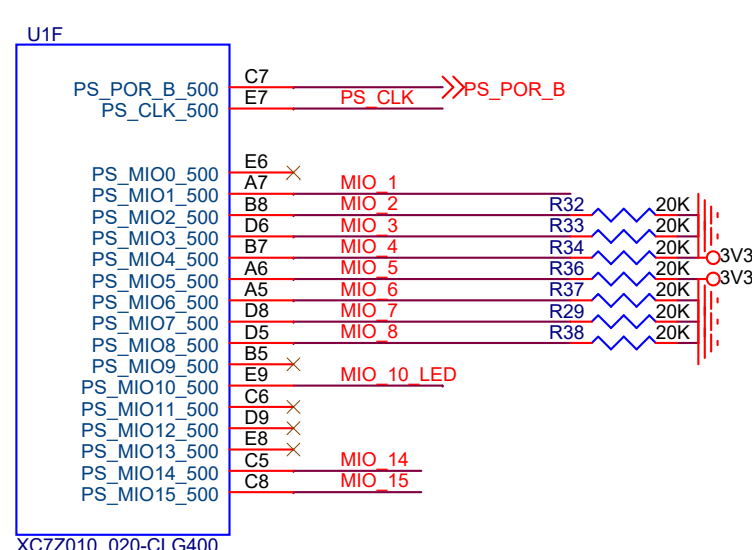 U1F
PS_POR_B_500 C7 PS_POR_B
PS_CLK_500 E7 PS_CLK
PS_MIO0_500 E6
PS_MIO1_500 A7 MIO_1
PS_MIO2_500 B8 MIO_2 R32 20K
PS_MIO3_500 D6 MIO_3 R33 20K
PS_MIO4_500 B7 MIO_4 R34 20K 3V3
PS_MIO5_500 A6 MIO_5 R36 20K 3V3
PS_MIO6_500 A5 MIO_6 R37 20K
PS_MIO7_500 D8 MIO_7 R29 20K
PS_MIO8_500 D5 MIO_8 R38 20K
PS_MIO9_500 B5
PS_MIO10_500 E9 MIO_10_LED
PS_MIO11_500 C6
PS_MIO12_500 D9
PS_MIO13_500 E8
PS_MIO14_500 C5 MIO_14
PS_MIO15_500 C8 MIO_15
XC7Z010_020-CLG400